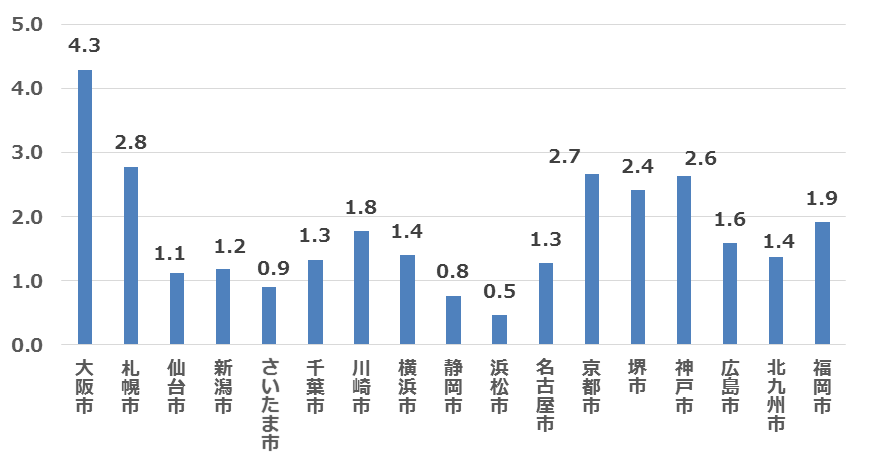 5.0
4.0
3.0
2.0
1.0
0.0
4.3
2.8
1.1
1.2
0.9
1.3
1.8
1.4
0.8
0.5
1.3
2.7
2.4
2.6
1.6
1.4
1.9
大阪市
札幌市
仙台市
新潟市
さいたま市
千葉市
川崎市
横浜市
静岡市
浜松市
名古屋市
京都市
堺市
神戸市
広島市
北九州市
福岡市